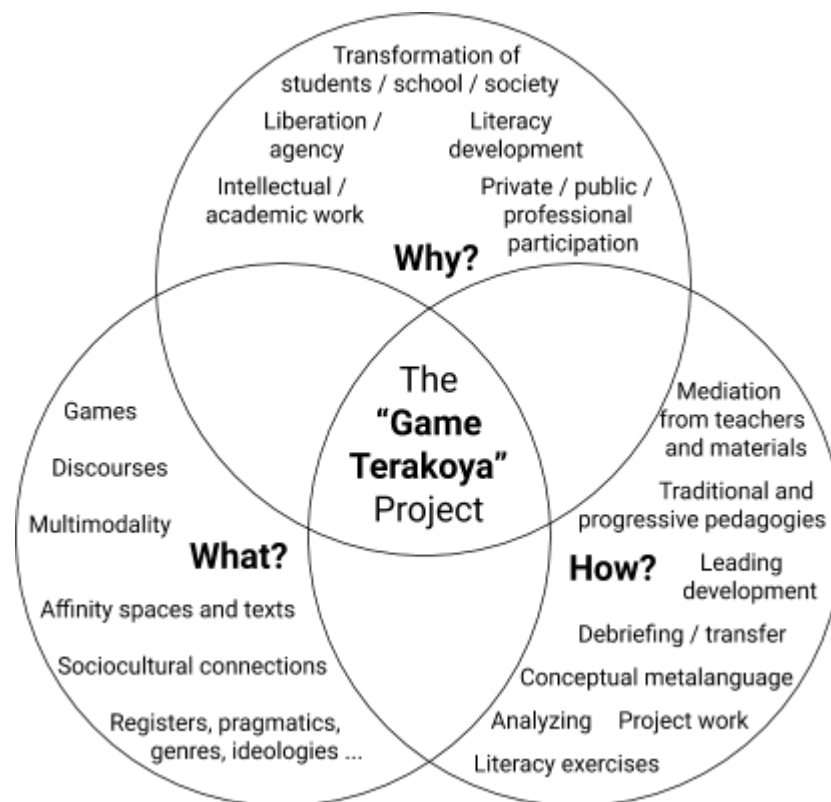 Transformation of
students / school / society
Liberation /
agency
Literacy
development
Intellectual /
academic work
Private / public /
professional
participation
Why?
The
“Game
Terakoya”
Project
Games
Discourses
Multimodality
What?
Affinity spaces and texts
Sociocultural connections
Registers, pragmatics,
genres, ideologies ...
Mediation
from teachers
and materials
Traditional and
progressive pedagogies
How?
Leading
development
Debriefing / transfer
Conceptual metalanguage
Analyzing
Project work
Literacy exercises